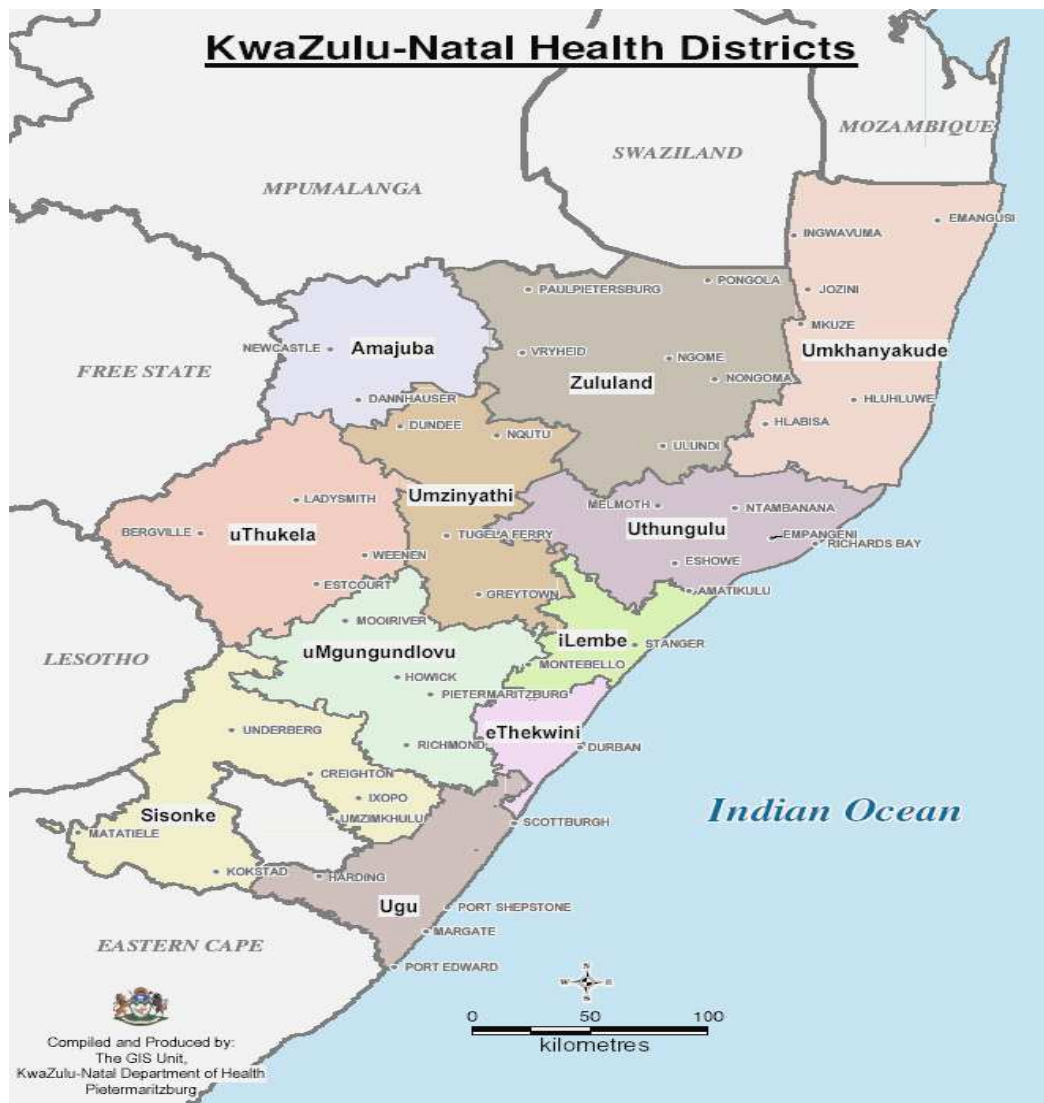 KwaZulu-Natal Health Districts
MOZAMBIQUE
SWAZILAND
MPUMALANGA
EMANGUSI
INGWAVUMA
PONGOLA
PAULPIETERSBURG
JOZINI
MKUZE
NEWCASTLE
Amajuba
VRYHEID
NGOME
Umkhanyakude
FREE STATE
Zululand
NONGOMA
DANNHAUSER
HLUHLUWE
DUNDEE
NQUTU
HLABISA
ULUNDI
LADYSMITH
Umzinyathi
MELMOTH
NTAMBANANA
BERGVILLE
uThukela
TUGELA FERRY
Uthungulu
EMPANGENI
RICHARDS BAY
WEENEN
ESHOWE
ESTCOURT
GREYTOWN
AMATIKULU
MOOIRIVER
iLembe
STANGER
LESOTHO
uMgungundlovu
MONTEBELLO
HOWICK
PIETERMARITZBURG
UNDERBERG
eThekwini
RICHMOND
DURBAN
CREIGHTON
IXOPO
Indian Ocean
Sisonke
UMZIMKHULU
SCOTTBURGH
MATATIELE
KOKSTAD
HARDING
Ugu
PORT SHEPSTONE
MARGATE
EASTERN CAPE
PORT EDWARD
N
W E
S
0 50 100
kilometres
Compiled and Produced by:
The GIS Unit,
KwaZulu-Natal Department of Health
Pietermaritzburg